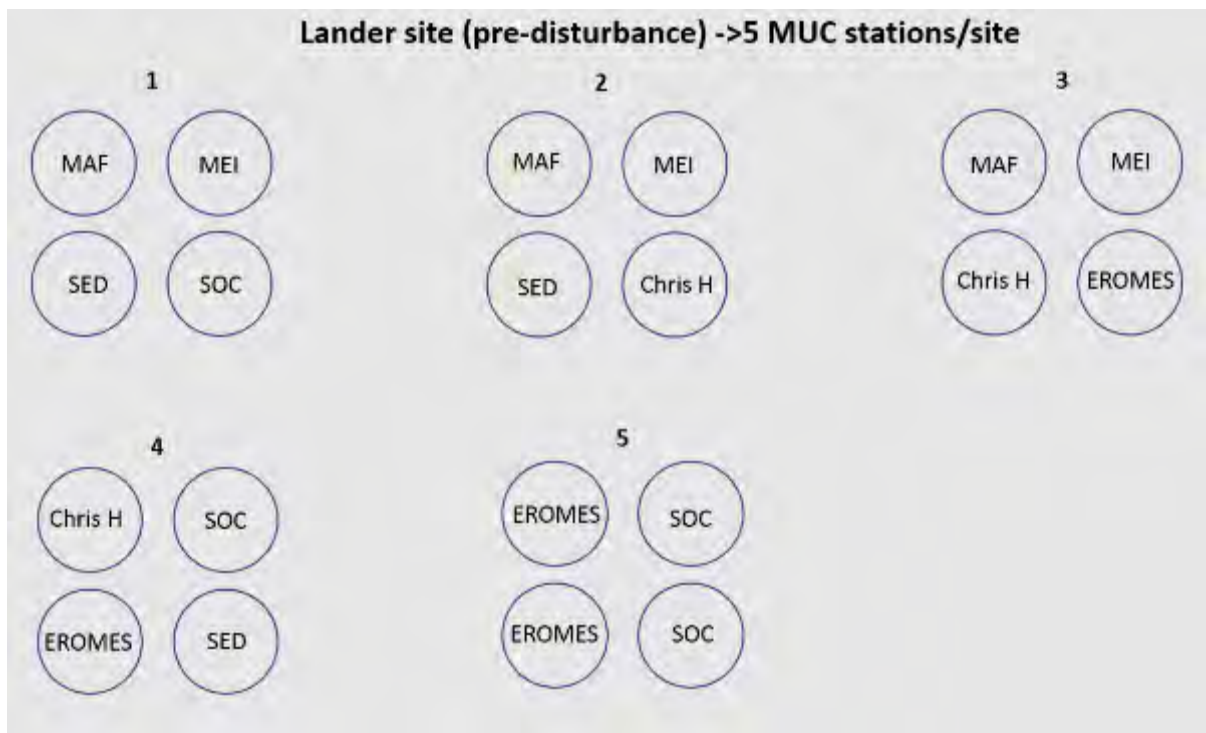 Lander site (pre-disturbance) ->5 MUC stations/site
1
2
3
MAF
MEI
MAF
MEI
MAF
MEI
SED
SOC
SED
Chris H
Chris H
EROMES
4
5
Chris H
SOC
EROMES
SOC
EROMES
SED
EROMES
SOC